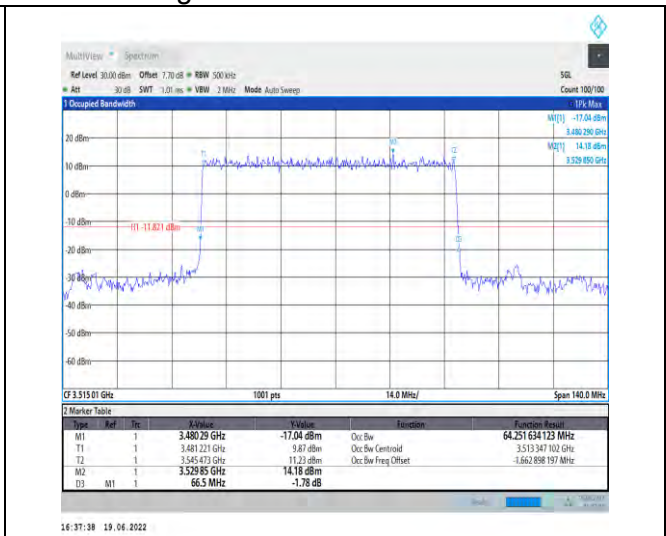 MultiView Spectrum
Ref Level 30.00 dBm Offset 7.70 dB RBW 500 kHz SGL
Att 30 dB SWT 1.01 ms VBW 2 MHz Mode Auto Sweep Count 100/100
1 Occupied Bandwidth 1Pk Max
M1[1] -17.04 dBm
3.480 290 GHz
M2[1] 14.18 dBm
3.529 850 GHz
20 dBm
M2
T2
T1
10 dBm
0 dBm
-10 dBm
H1 -11.821 dBm
M1
D3
-20 dBm
-30 dBm
-40 dBm
-50 dBm
-60 dBm
CF 3.515 01 GHz 1001 pts 14.0 MHz/ Span 140.0 MHz
2 Marker Table
Type Ref Trc X-Value Y-Value Function Function Result
M1 1 3.480 29 GHz -17.04 dBm Occ Bw 64.251 634 123 MHz
T1 1 3.481 221 GHz 9.87 dBm Occ Bw Centroid 3.513 347 102 GHz
T2 1 3.545 473 GHz 11.23 dBm Occ Bw Freq Offset -1.662 898 197 MHz
M2 1 3.529 85 GHz 14.18 dBm
D3 M1 1 66.5 MHz -1.78 dB
16:37:38 19.06.2022